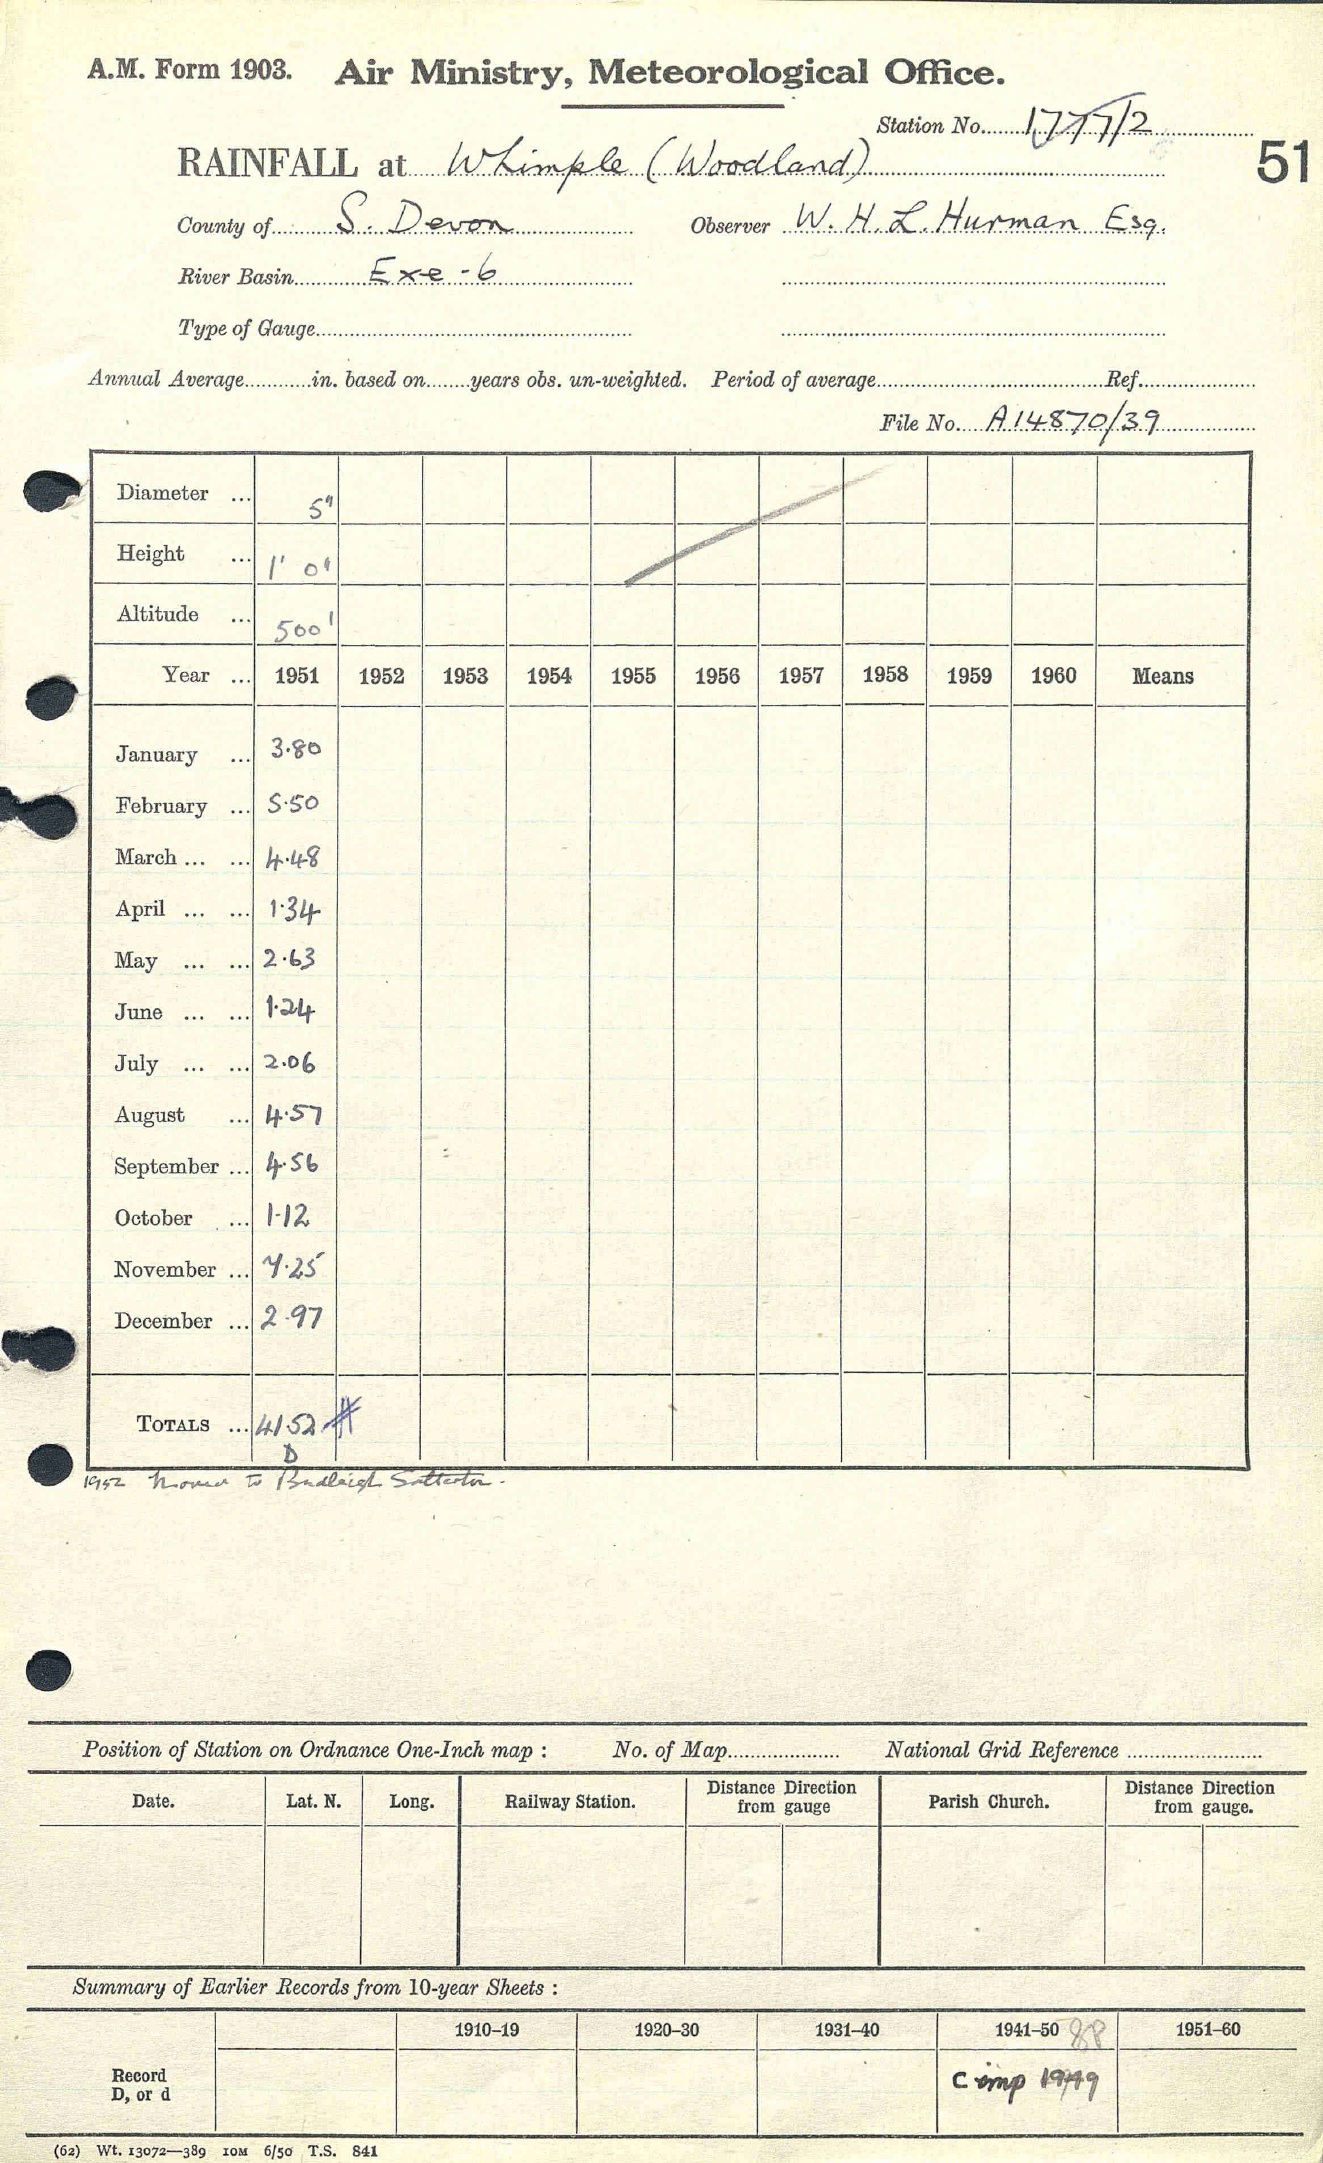 A.M. Form 1903. Air Ministry, Meteorological Office.
Station No. 1777/2
51
RAINFALL at Whimple (Woodland)
County of S. Devon Observer W. H. L. Hurman Esq.
River Basin Exe - 6
Type of Gauge
Annual Average in. based on years obs. un-weighted. Period of average Ref.
File No. A14870/39
Diameter ... 5"
Height ... 1' 0"
Altitude ... 500'
Year ... 1951 1952 1953 1954 1955 1956 1957 1958 1959 1960 Means
January ... 3.80
February ... 5.50
March ... ... 4.48
April ... ... 1.34
May ... ... 2.63
June ... ... 1.24
July ... ... 2.06
August ... 4.57
September ... 4.56
October ... 1.12
November ... 7.25
December ... 2.97
TOTALS ... 41.52 #
D
1952 Moved to Budleigh Salterton.
Position of Station on Ordnance One-Inch map : No. of Map National Grid Reference
Date. Lat. N. Long. Railway Station. Distance Direction from gauge Parish Church. Distance Direction from gauge.
Summary of Earlier Records from 10-year Sheets :
1910–19 1920–30 1931–40 1941–50 88 1951–60
Record
D, or d
C imp 1949
(62) Wt. 13072—389 10M 6/50 T.S. 841